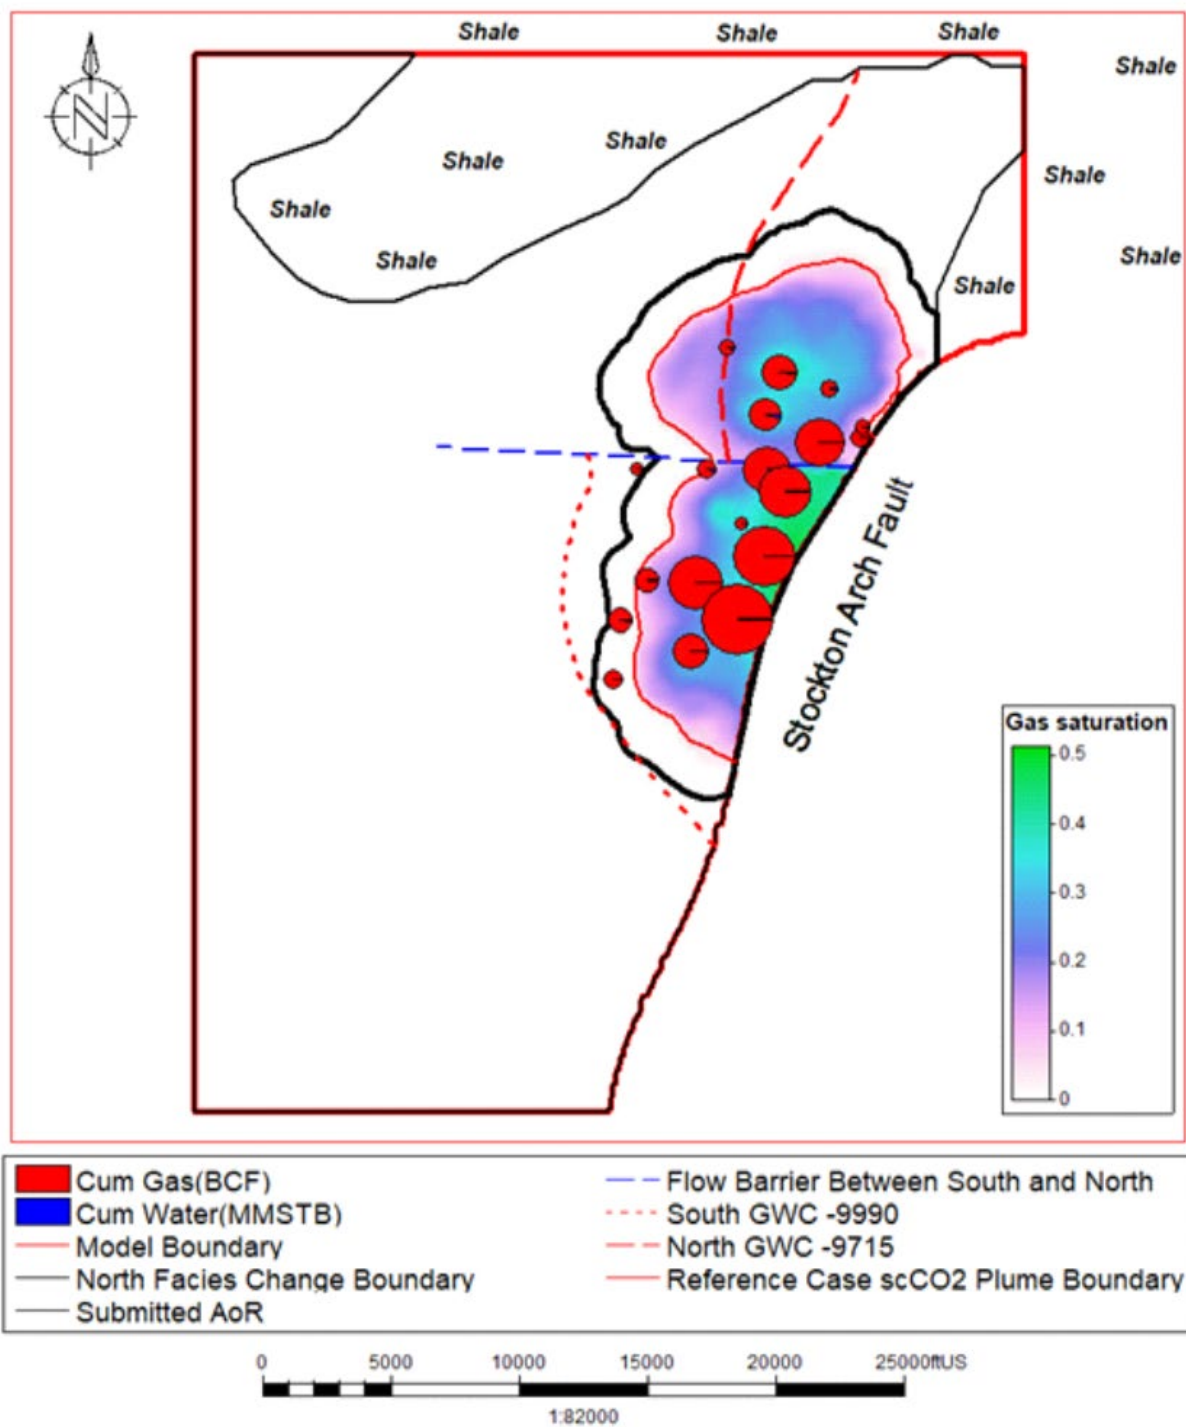 Shale
Shale
Shale
Shale
N
Shale
Shale
Shale
Shale
Shale
Shale
Shale
Stockton Arch Fault
Gas saturation
0.5
0.4
0.3
0.2
0.1
0
Cum Gas(BCF)
Cum Water(MMSTB)
Model Boundary
North Facies Change Boundary
Submitted AoR
Flow Barrier Between South and North
South GWC -9990
North GWC -9715
Reference Case scCO2 Plume Boundary
0 5000 10000 15000 20000 25000ftUS
1:82000